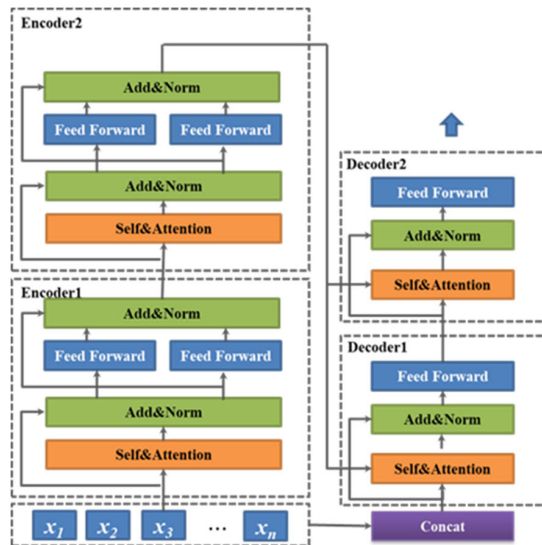 Encoder2
Add&Norm
Feed Forward Feed Forward
Add&Norm
Self&Attention
Encoder1
Add&Norm
Feed Forward Feed Forward
Add&Norm
Self&Attention
x1 x2 x3 ... xn
Decoder2
Feed Forward
Add&Norm
Self&Attention
Decoder1
Feed Forward
Add&Norm
Self&Attention
Concat